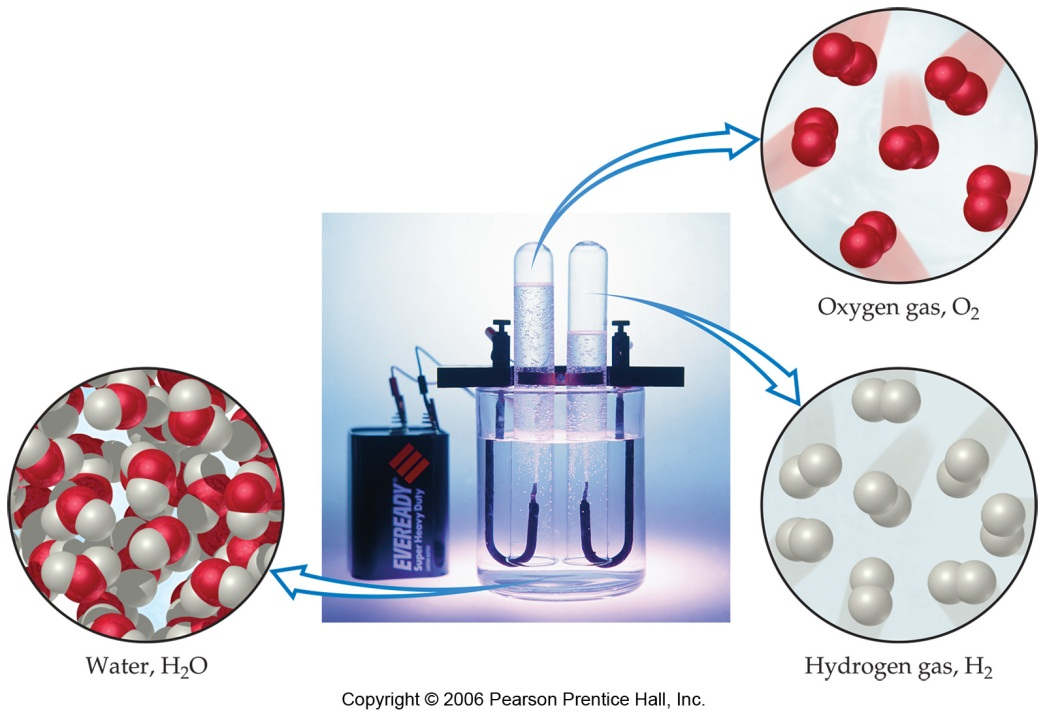 Oxygen gas, O₂
EVEREADY
Super Heavy Duty
Water, H₂O
Hydrogen gas, H₂
Copyright © 2006 Pearson Prentice Hall, Inc.